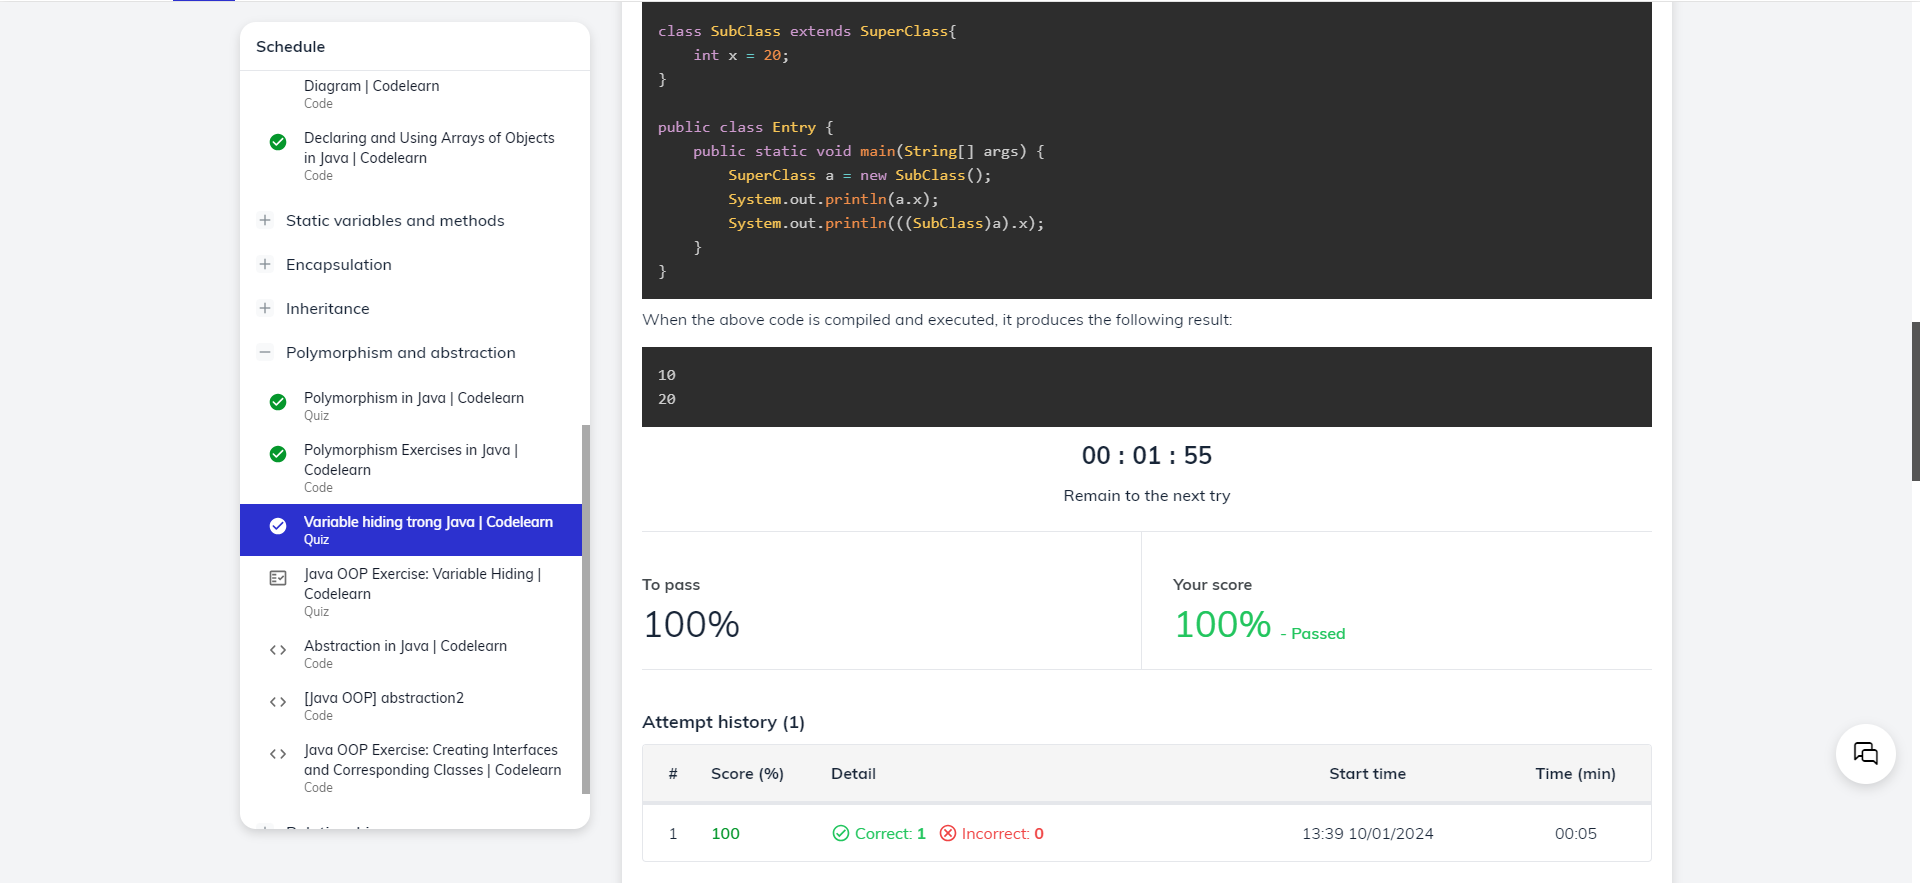 Schedule
Diagram | Codelearn
Code
Declaring and Using Arrays of Objects
in Java | Codelearn
Code
Static variables and methods
Encapsulation
Inheritance
Polymorphism and abstraction
Polymorphism in Java | Codelearn
Quiz
Polymorphism Exercises in Java |
Codelearn
Code
Variable hiding trong Java | Codelearn
Quiz
Java OOP Exercise: Variable Hiding |
Codelearn
Quiz
Abstraction in Java | Codelearn
Code
[Java OOP] abstraction2
Code
Java OOP Exercise: Creating Interfaces
and Corresponding Classes | Codelearn
Code
class SubClass extends SuperClass{
    int x = 20;
}
public class Entry {
    public static void main(String[] args) {
        SuperClass a = new SubClass();
        System.out.println(a.x);
        System.out.println(((SubClass)a).x);
    }
}
When the above code is compiled and executed, it produces the following result:
10
20
00 : 01 : 55
Remain to the next try
To pass
100%
Your score
100% - Passed
Attempt history (1)
# Score (%) Detail Start time Time (min)
1 100 Correct: 1 Incorrect: 0 13:39 10/01/2024 00:05